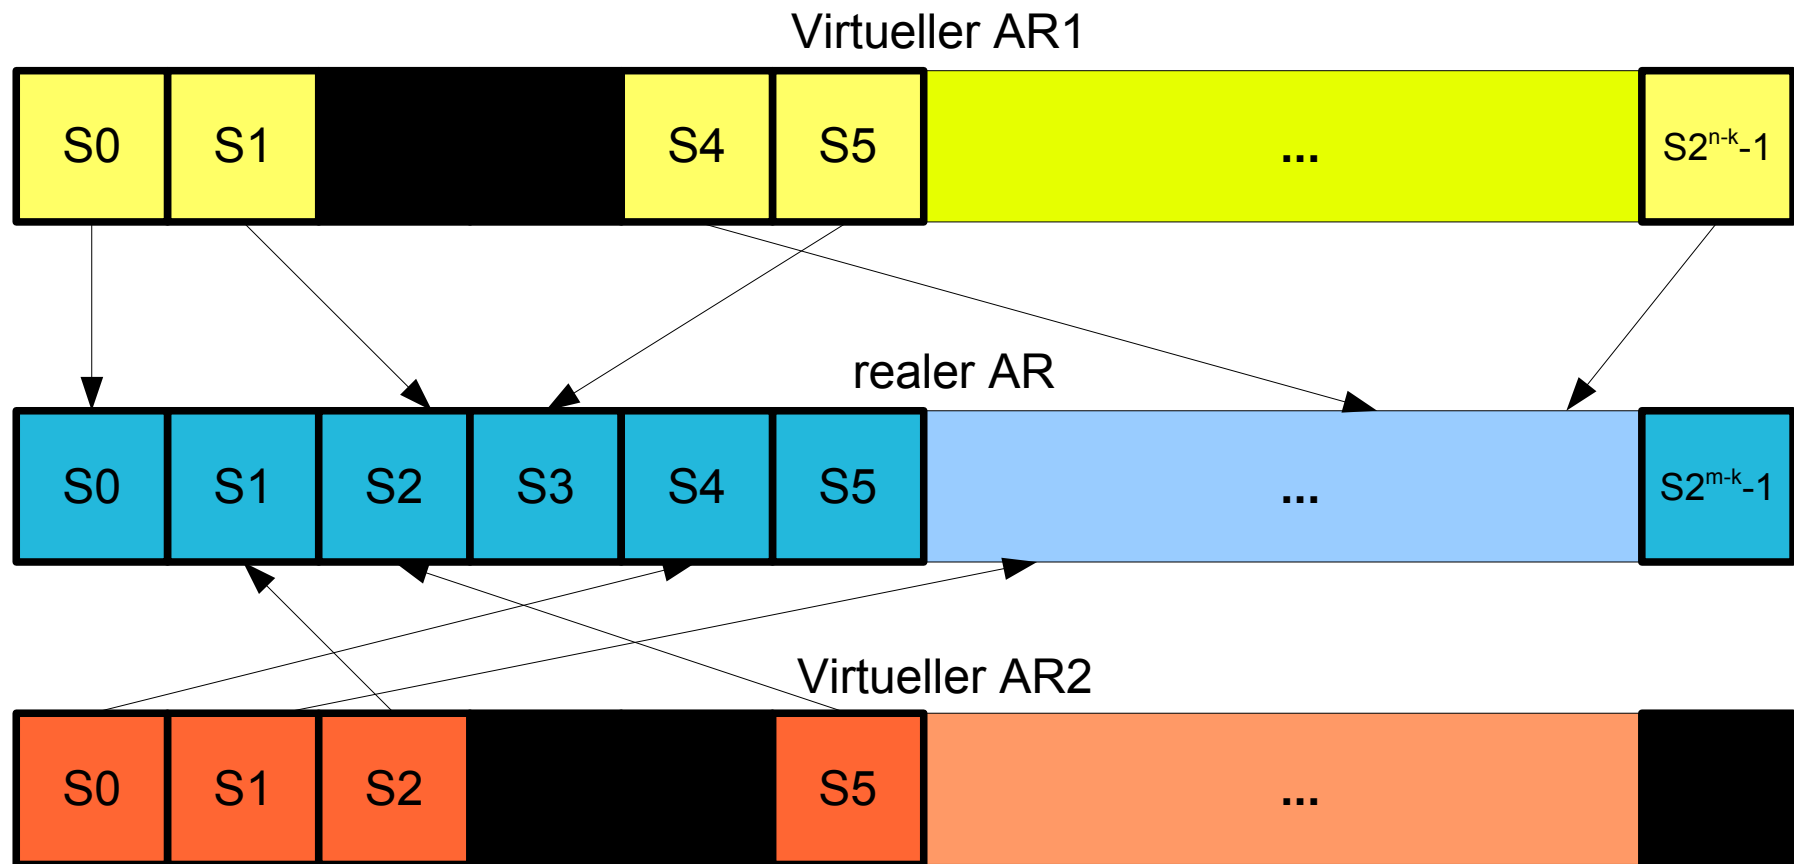 Virtueller AR1
S0 S1 S4 S5 ... S2ⁿ⁻ᵏ-1
realer AR
S0 S1 S2 S3 S4 S5 ... S2ᵐ⁻ᵏ-1
Virtueller AR2
S0 S1 S2 S5 ...